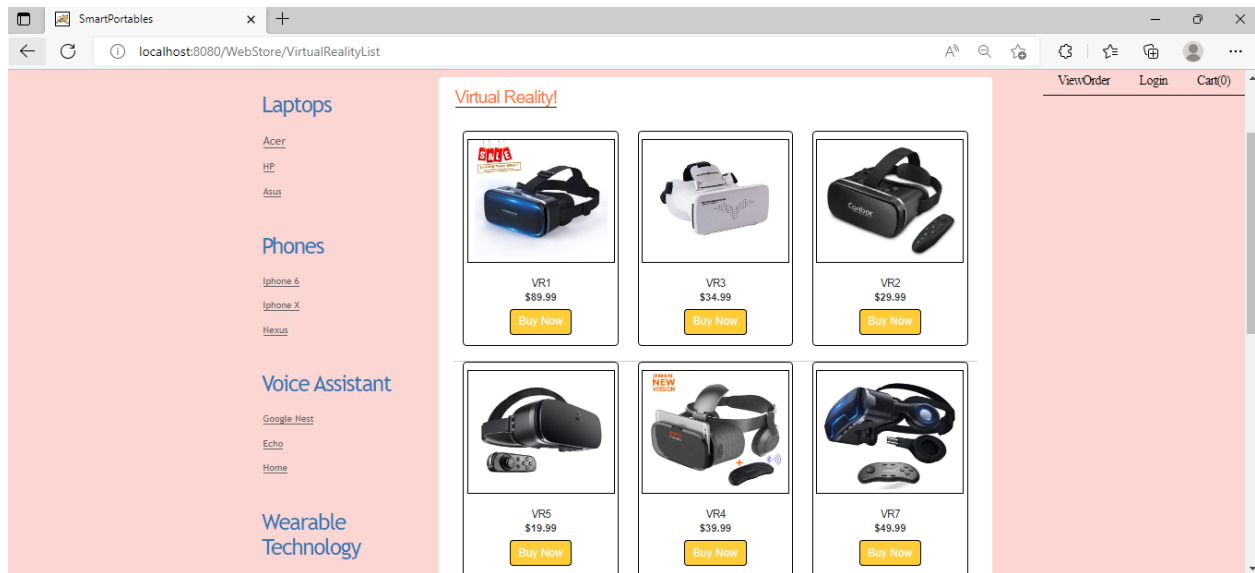 SmartPortables
localhost:8080/WebStore/VirtualRealityList
ViewOrder Login Cart(0)
Laptops
Acer
HP
Asus
Phones
Iphone 6
Iphone X
Nexus
Voice Assistant
Google Nest
Echo
Home
Wearable
Technology
Virtual Reality!
SALE
VR1
$89.99
Buy Now
VR3
$34.99
Buy Now
Canbor
VR2
$29.99
Buy Now
VR5
$19.99
Buy Now
NEW
VERSION
VR4
$39.99
Buy Now
VR7
$49.99
Buy Now